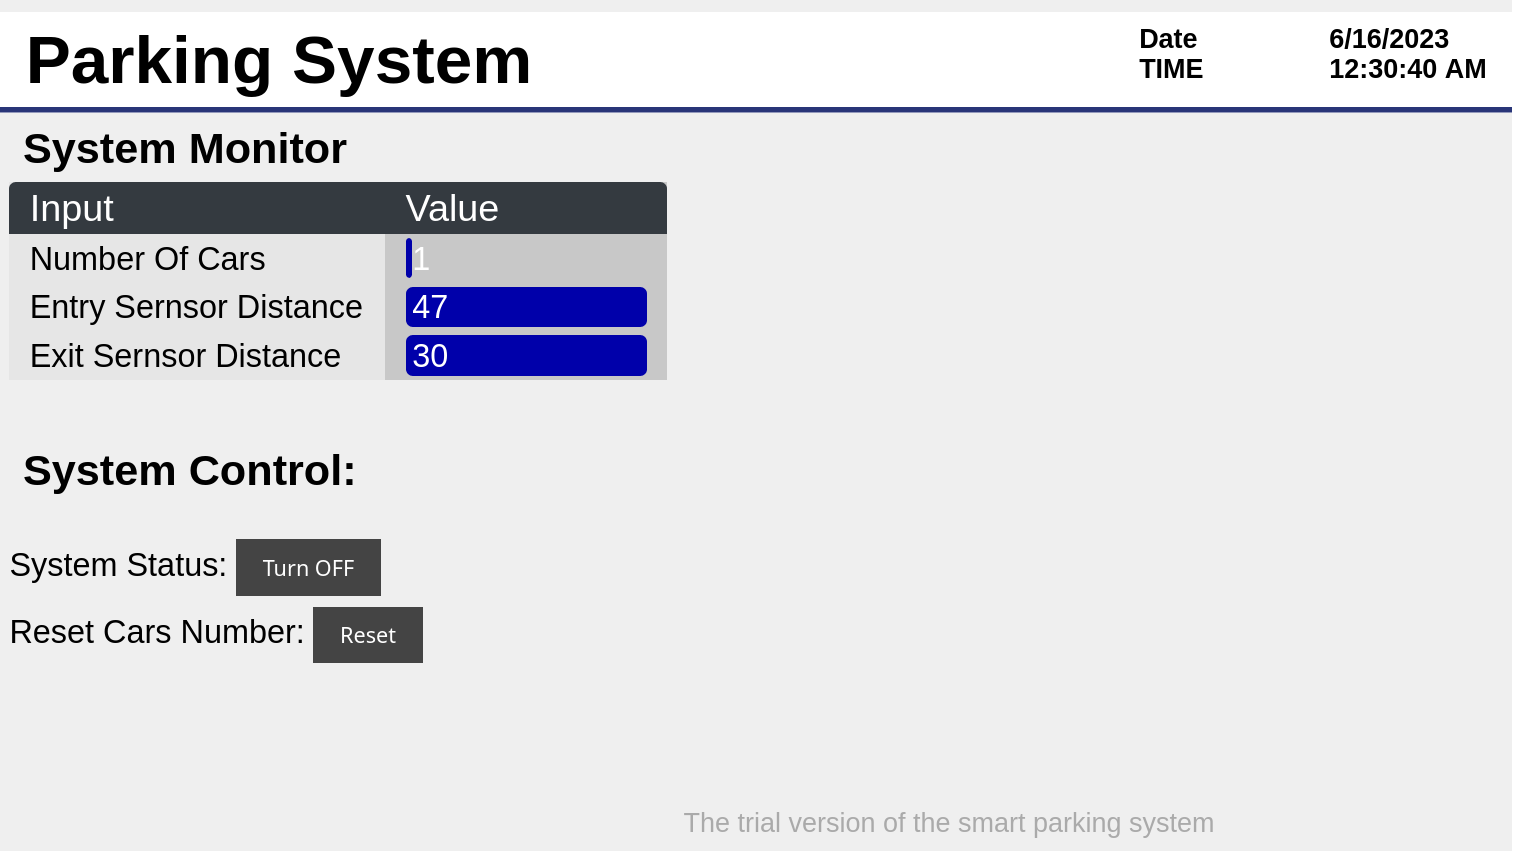 Parking System
Date 6/16/2023
TIME 12:30:40 AM
System Monitor
Input Value
Number Of Cars 1
Entry Sernsor Distance 47
Exit Sernsor Distance 30
System Control:
System Status: Turn OFF
Reset Cars Number: Reset
The trial version of the smart parking system